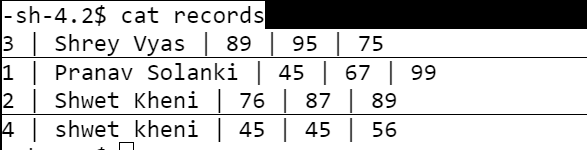 -sh-4.2$ cat records
3 | Shrey Vyas | 89 | 95 | 75
1 | Pranav Solanki | 45 | 67 | 99
2 | Shwet Kheni | 76 | 87 | 89
4 | shwet kheni | 45 | 45 | 56